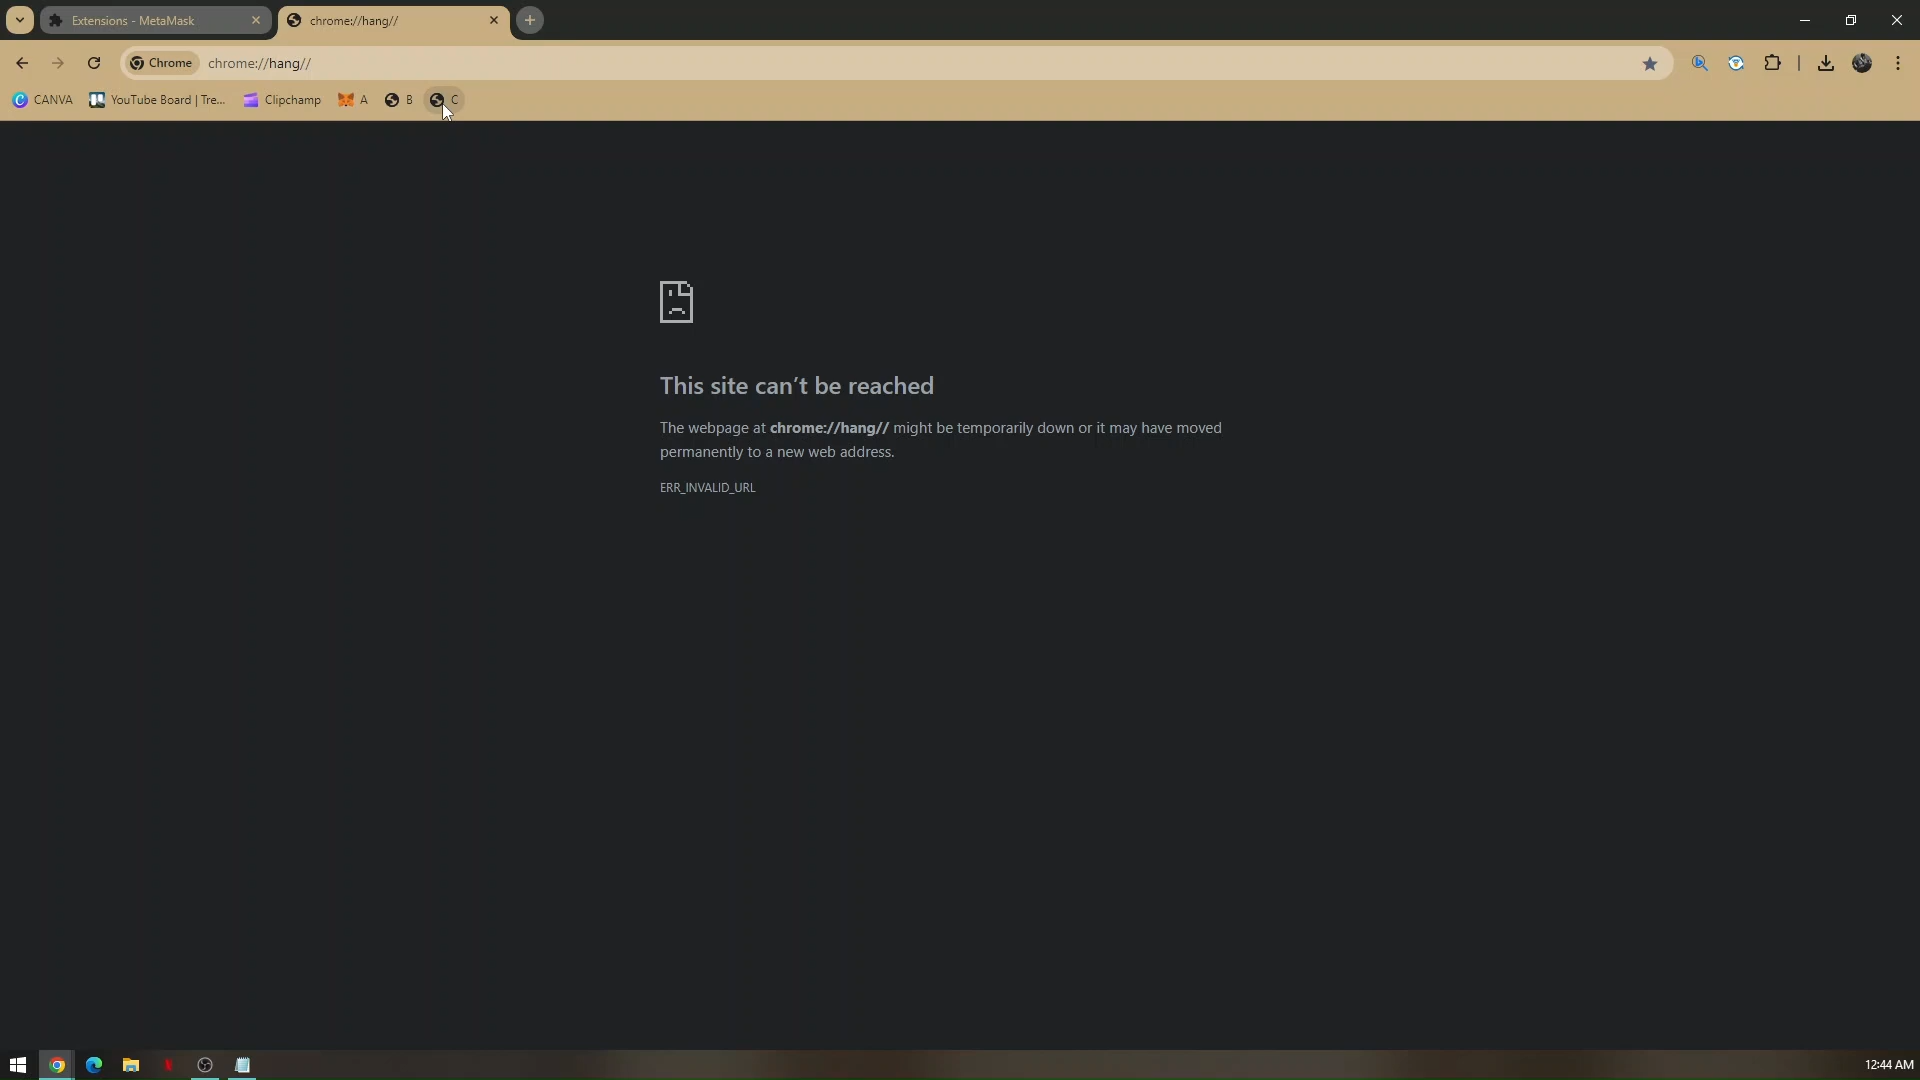 Extensions - MetaMask
chrome://hang//
Chrome
chrome://hang//
CANVA
YouTube Board | Tre...
Clipchamp
A
B
C
This site can’t be reached
The webpage at chrome://hang// might be temporarily down or it may have moved
permanently to a new web address.
ERR_INVALID_URL
12:44 AM